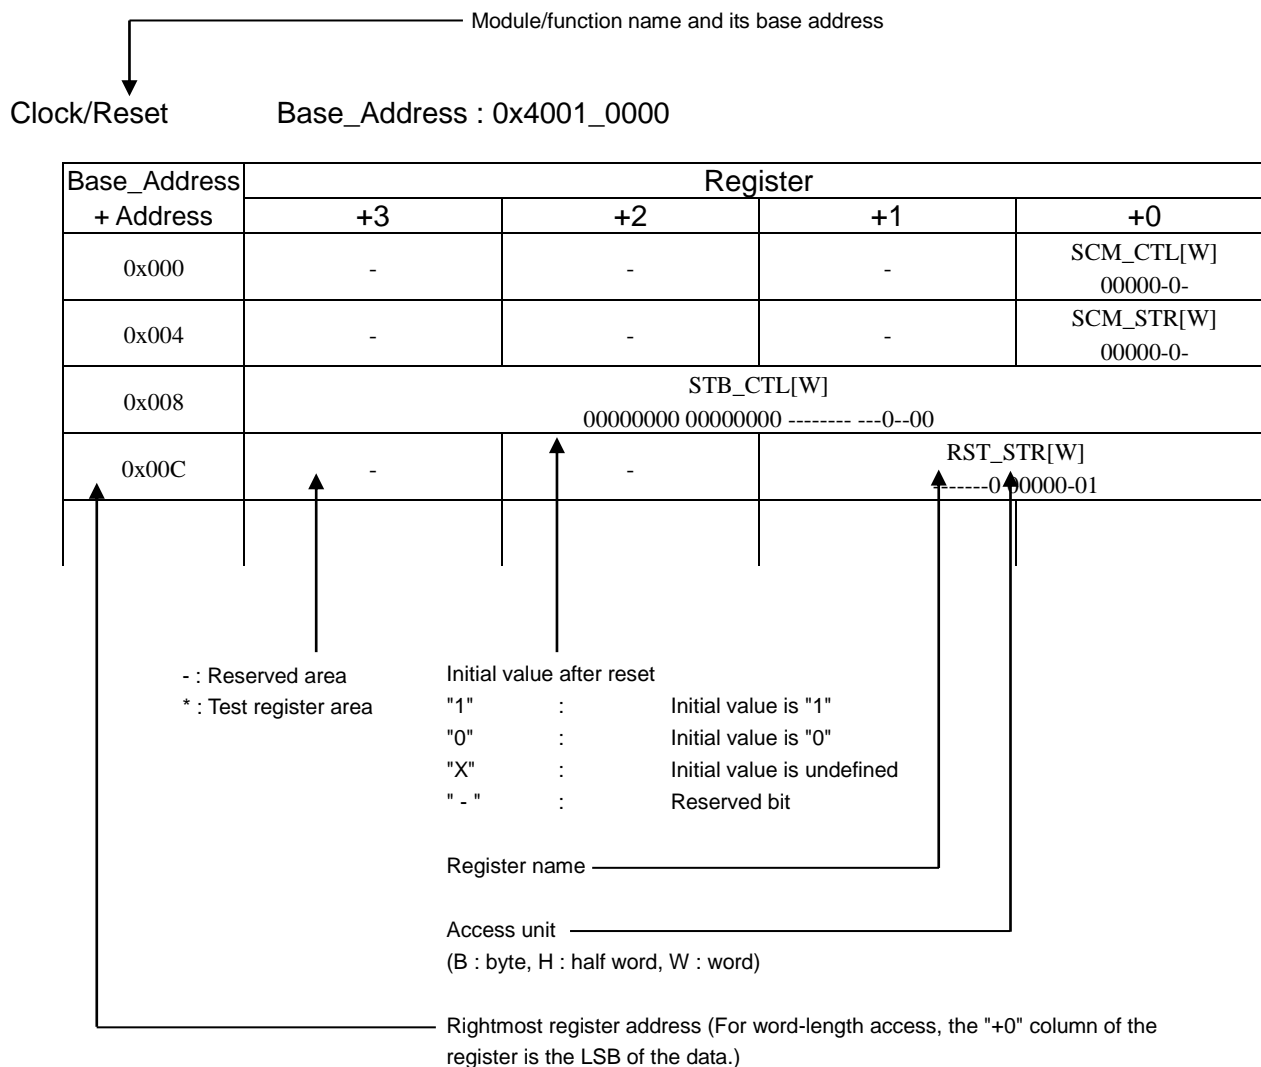 Module/function name and its base address
Clock/Reset Base_Address : 0x4001_0000
Base_Address Register
+ Address +3 +2 +1 +0
0x000 - - - SCM_CTL[W]
00000-0-
0x004 - - - SCM_STR[W]
00000-0-
0x008 STB_CTL[W]
00000000 00000000 -------- ---0--00
0x00C - - RST_STR[W]
-------0 00000-01
- : Reserved area
* : Test register area
Initial value after reset
"1" : Initial value is "1"
"0" : Initial value is "0"
"X" : Initial value is undefined
" - " : Reserved bit
Register name
Access unit
(B : byte, H : half word, W : word)
Rightmost register address (For word-length access, the "+0" column of the
register is the LSB of the data.)